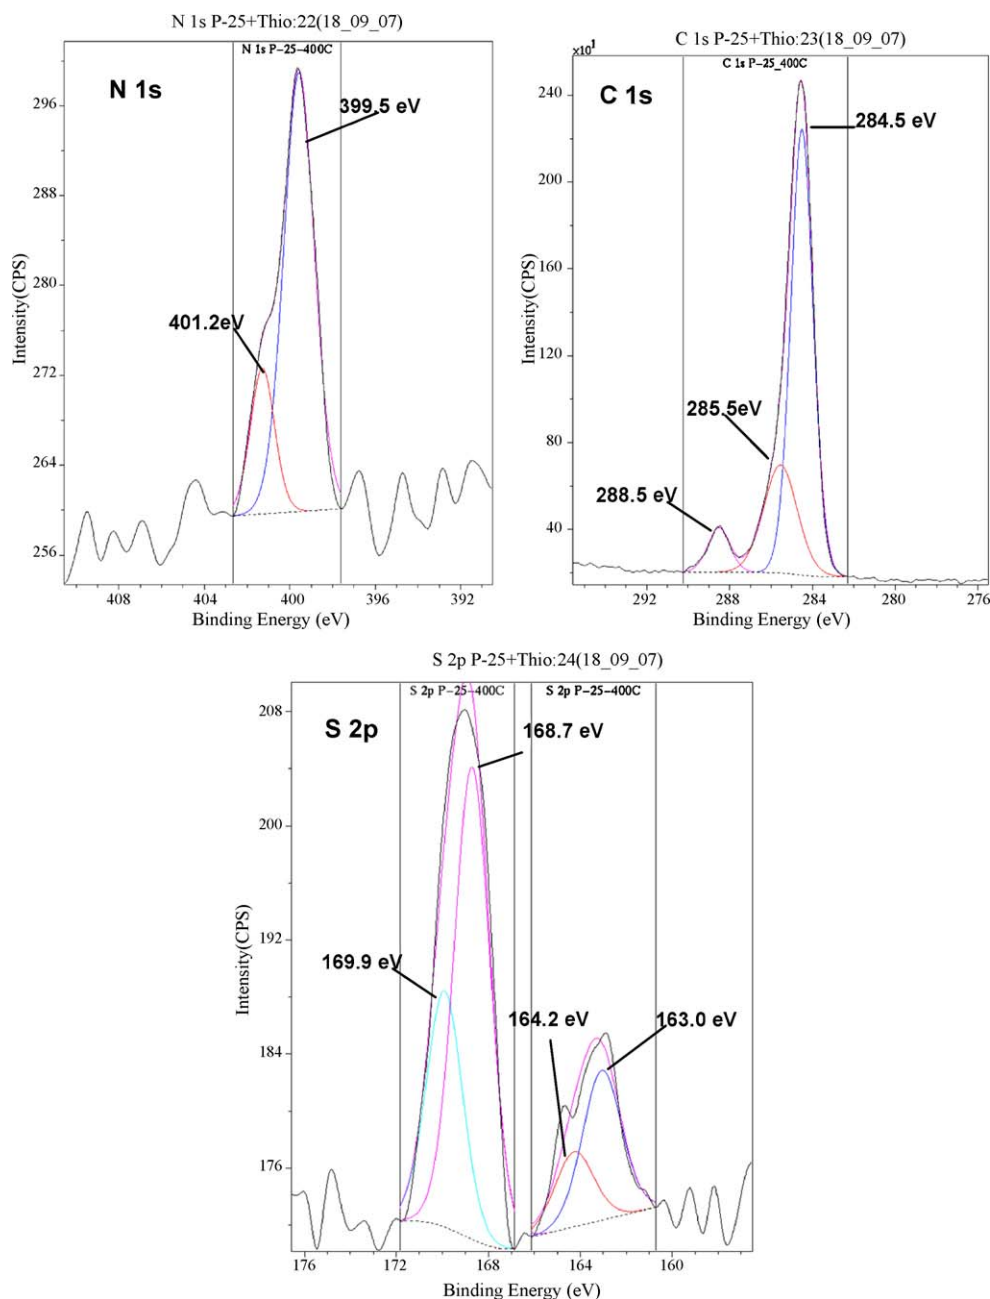 N 1s P-25+Thio:22(18_09_07)
N 1s P-25-400C
N 1s
399.5 eV
401.2eV
296
288
280
272
264
256
Intensity(CPS)
408 404 400 396 392
Binding Energy (eV)
C 1s P-25+Thio:23(18_09_07)
x10¹
C 1s P-25_400C
C 1s
284.5 eV
285.5eV
288.5 eV
240
200
160
120
80
40
Intensity(CPS)
292 288 284 280 276
Binding Energy (eV)
S 2p P-25+Thio:24(18_09_07)
S 2p P-25-400C
S 2p P-25-400C
S 2p
168.7 eV
169.9 eV
164.2 eV
163.0 eV
208
200
192
184
176
Intensity(CPS)
176 172 168 164 160
Binding Energy (eV)